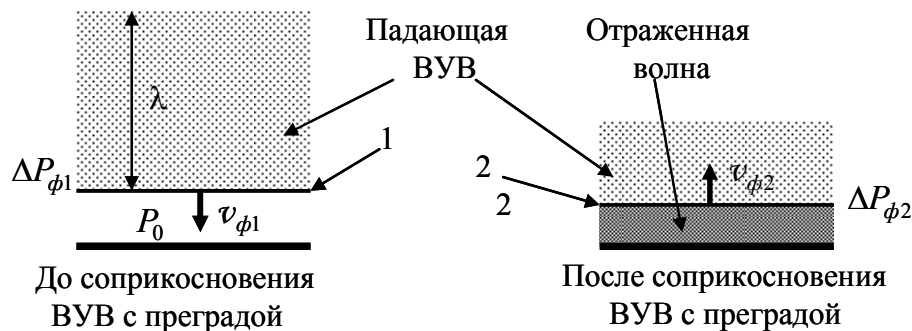 Падающая
ВУВ
Отраженная
волна
λ
1
ΔPф1
P0
vф1
2
2
vф2
ΔPф2
До соприкосновения
ВУВ с преградой
После соприкосновения
ВУВ с преградой